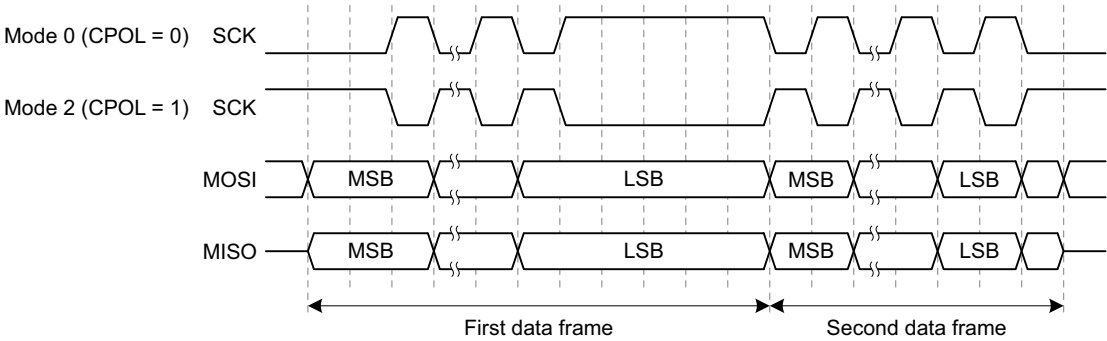 Mode 0 (CPOL = 0) SCK
Mode 2 (CPOL = 1) SCK
MOSI MSB LSB MSB LSB
MISO MSB LSB MSB LSB
First data frame Second data frame